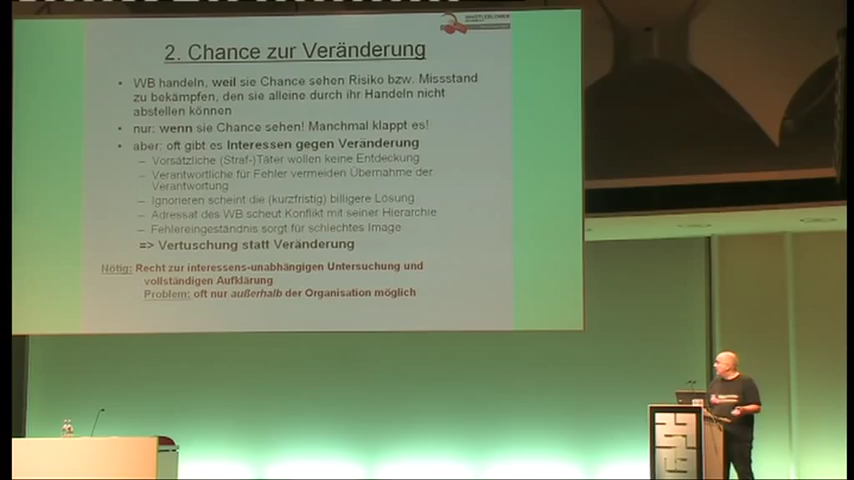 WHISTLEBLOWER
2. Chance zur Veränderung
• WB handeln, weil sie Chance sehen Risiko bzw. Missstand
zu bekämpfen, den sie alleine durch ihr Handeln nicht
abstellen können
• nur: wenn sie Chance sehen! Manchmal klappt es!
• aber: oft gibt es Interessen gegen Veränderung
– Vorsätzliche (Straf-)Täter wollen keine Entdeckung
– Verantwortliche für Fehler vermeiden Übernahme der
Verantwortung
– Ignorieren scheint die (kurzfristig) billigere Lösung
– Adressat des WB scheut Konflikt mit seiner Hierarchie
– Fehlereingeständnis sorgt für schlechtes Image
=> Vertuschung statt Veränderung
Nötig: Recht zur interessens-unabhängigen Untersuchung und
vollständigen Aufklärung
Problem: oft nur außerhalb der Organisation möglich